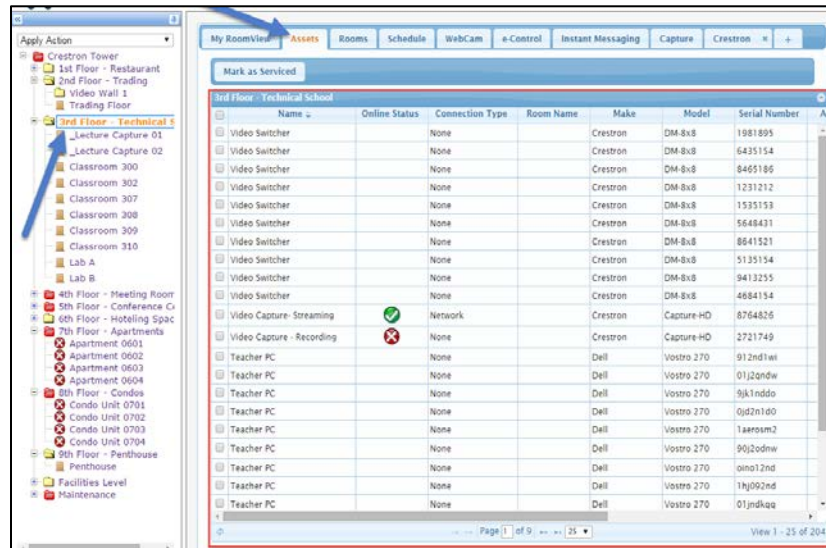 Apply Action
Crestron Tower
1st Floor - Restaurant
2nd Floor - Trading
Video Wall 1
Trading Floor
3rd Floor - Technical S
_Lecture Capture 01
_Lecture Capture 02
Classroom 300
Classroom 302
Classroom 307
Classroom 308
Classroom 309
Classroom 310
Lab A
Lab B
4th Floor - Meeting Room
5th Floor - Conference Ce
6th Floor - Hoteling Spac
7th Floor - Apartments
Apartment 0601
Apartment 0602
Apartment 0603
Apartment 0604
8th Floor - Condos
Condo Unit 0701
Condo Unit 0702
Condo Unit 0703
Condo Unit 0704
9th Floor - Penthouse
Penthouse
Facilities Level
Maintenance
My RoomView Assets Rooms Schedule WebCam e-Control Instant Messaging Capture Crestron × +
Mark as Serviced
3rd Floor - Technical School
Name Online Status Connection Type Room Name Make Model Serial Number A
Video Switcher None Crestron DM-8x8 1981895
Video Switcher None Crestron DM-8x8 6435154
Video Switcher None Crestron DM-8x8 8465186
Video Switcher None Crestron DM-8x8 1231212
Video Switcher None Crestron DM-8x8 1535153
Video Switcher None Crestron DM-8x8 5648431
Video Switcher None Crestron DM-8x8 8641521
Video Switcher None Crestron DM-8x8 5135154
Video Switcher None Crestron DM-8x8 9413255
Video Switcher None Crestron DM-8x8 4684154
Video Capture- Streaming Network Crestron Capture-HD 8764826
Video Capture - Recording None Crestron Capture-HD 2721749
Teacher PC None Dell Vostro 270 912nd1wi
Teacher PC None Dell Vostro 270 01j2qndw
Teacher PC None Dell Vostro 270 9jk1nddo
Teacher PC None Dell Vostro 270 0jd2n1d0
Teacher PC None Dell Vostro 270 1aerosm2
Teacher PC None Dell Vostro 270 90j2odnw
Teacher PC None Dell Vostro 270 oino12nd
Teacher PC None Dell Vostro 270 1hj092nd
Teacher PC None Dell Vostro 270 01jndkqq
Page 1 of 9 25 View 1 - 25 of 204